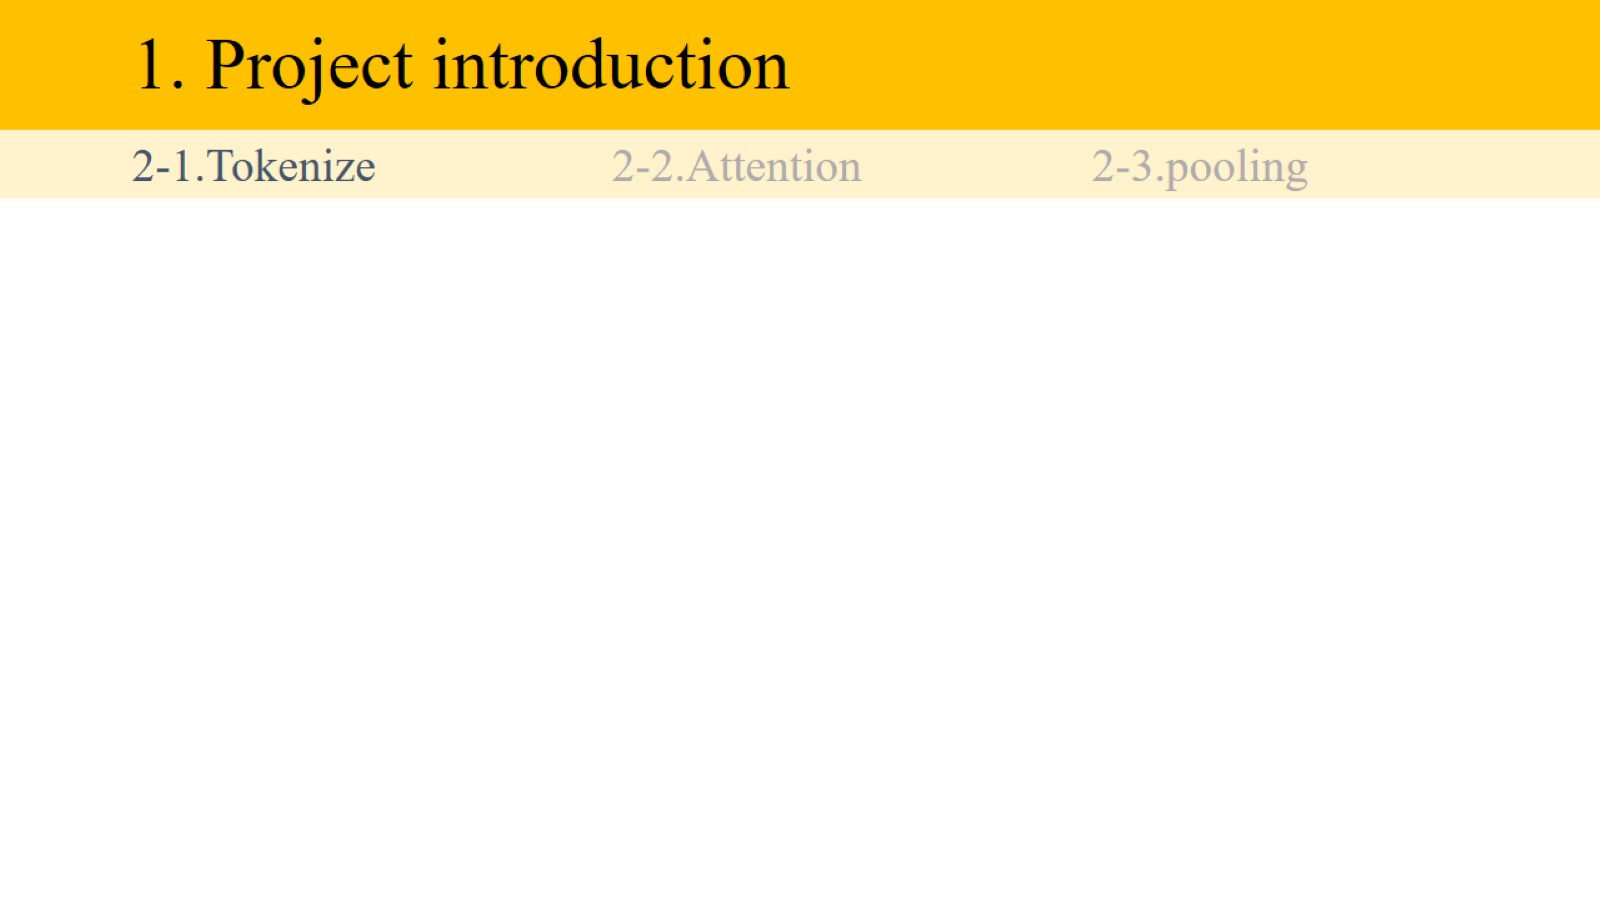 1. Project introduction
2-1.Tokenize 2-2.Attention 2-3.pooling